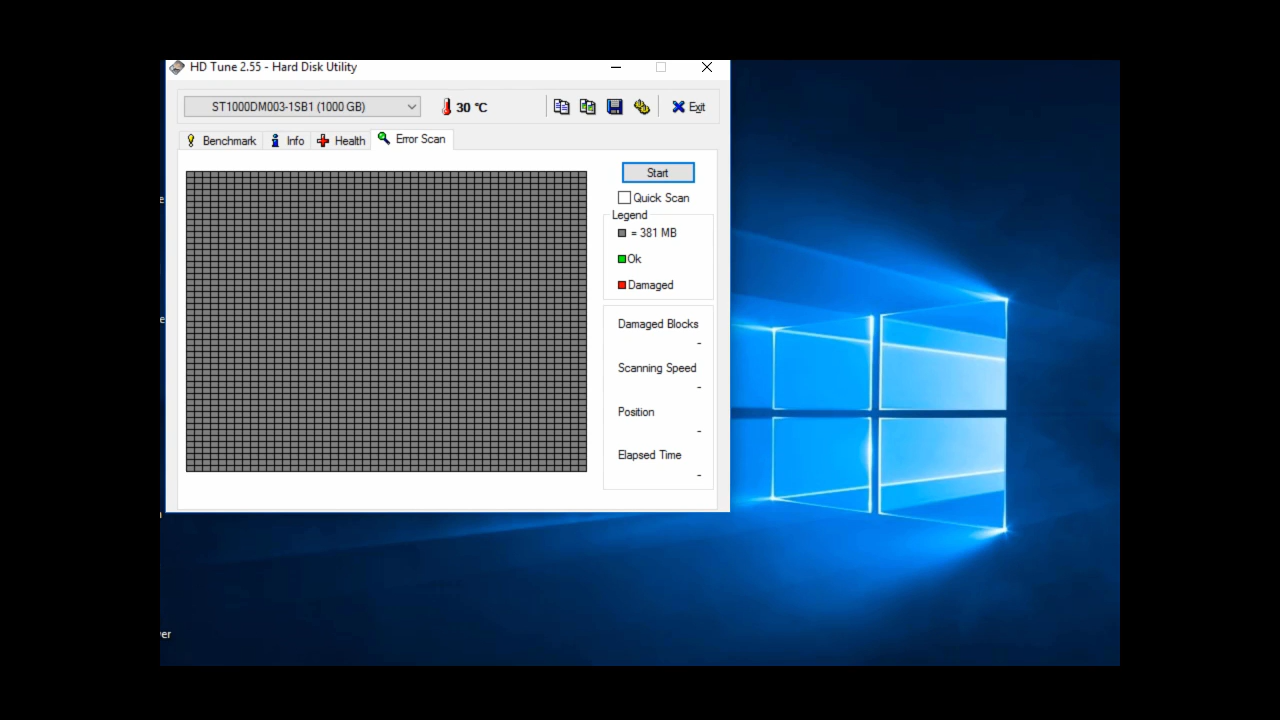 HD Tune 2.55 - Hard Disk Utility
ST1000DM003-1SB1 (1000 GB)
30 °C
Exit
Benchmark
Info
Health
Error Scan
Start
Quick Scan
Legend
= 381 MB
Ok
Damaged
Damaged Blocks
-
Scanning Speed
-
Position
-
Elapsed Time
-